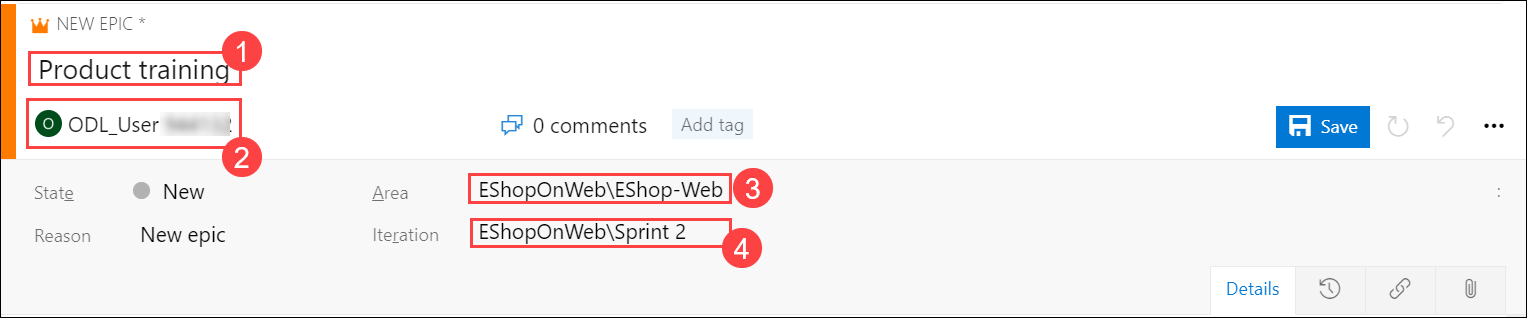 NEW EPIC *
1
Product training
O ODL_User
2
0 comments
Add tag
Save
State New
Area EShopOnWeb\EShop-Web 3
Reason New epic
Iteration EShopOnWeb\Sprint 2 4
Details